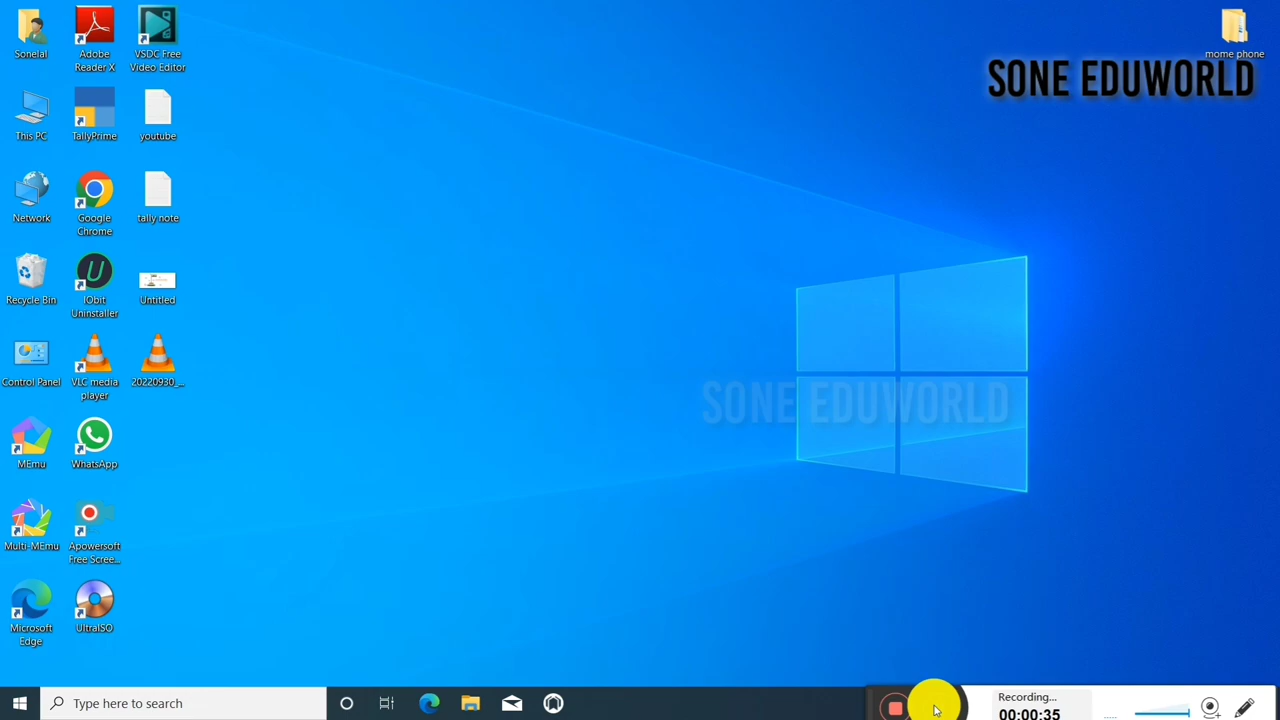 Sonelal
Adobe
Reader X
VSDC Free
Video Editor
mome phone
SONE EDUWORLD
This PC
TallyPrime
youtube
Network
Google
Chrome
tally note
Recycle Bin
IObit
Uninstaller
Untitled
Control Panel
VLC media
player
20220930_...
SONE EDUWORLD
MEmu
WhatsApp
Multi-MEmu
Apowersoft
Free Scree...
Microsoft
Edge
UltraISO
Type here to search
Recording...
00:00:35